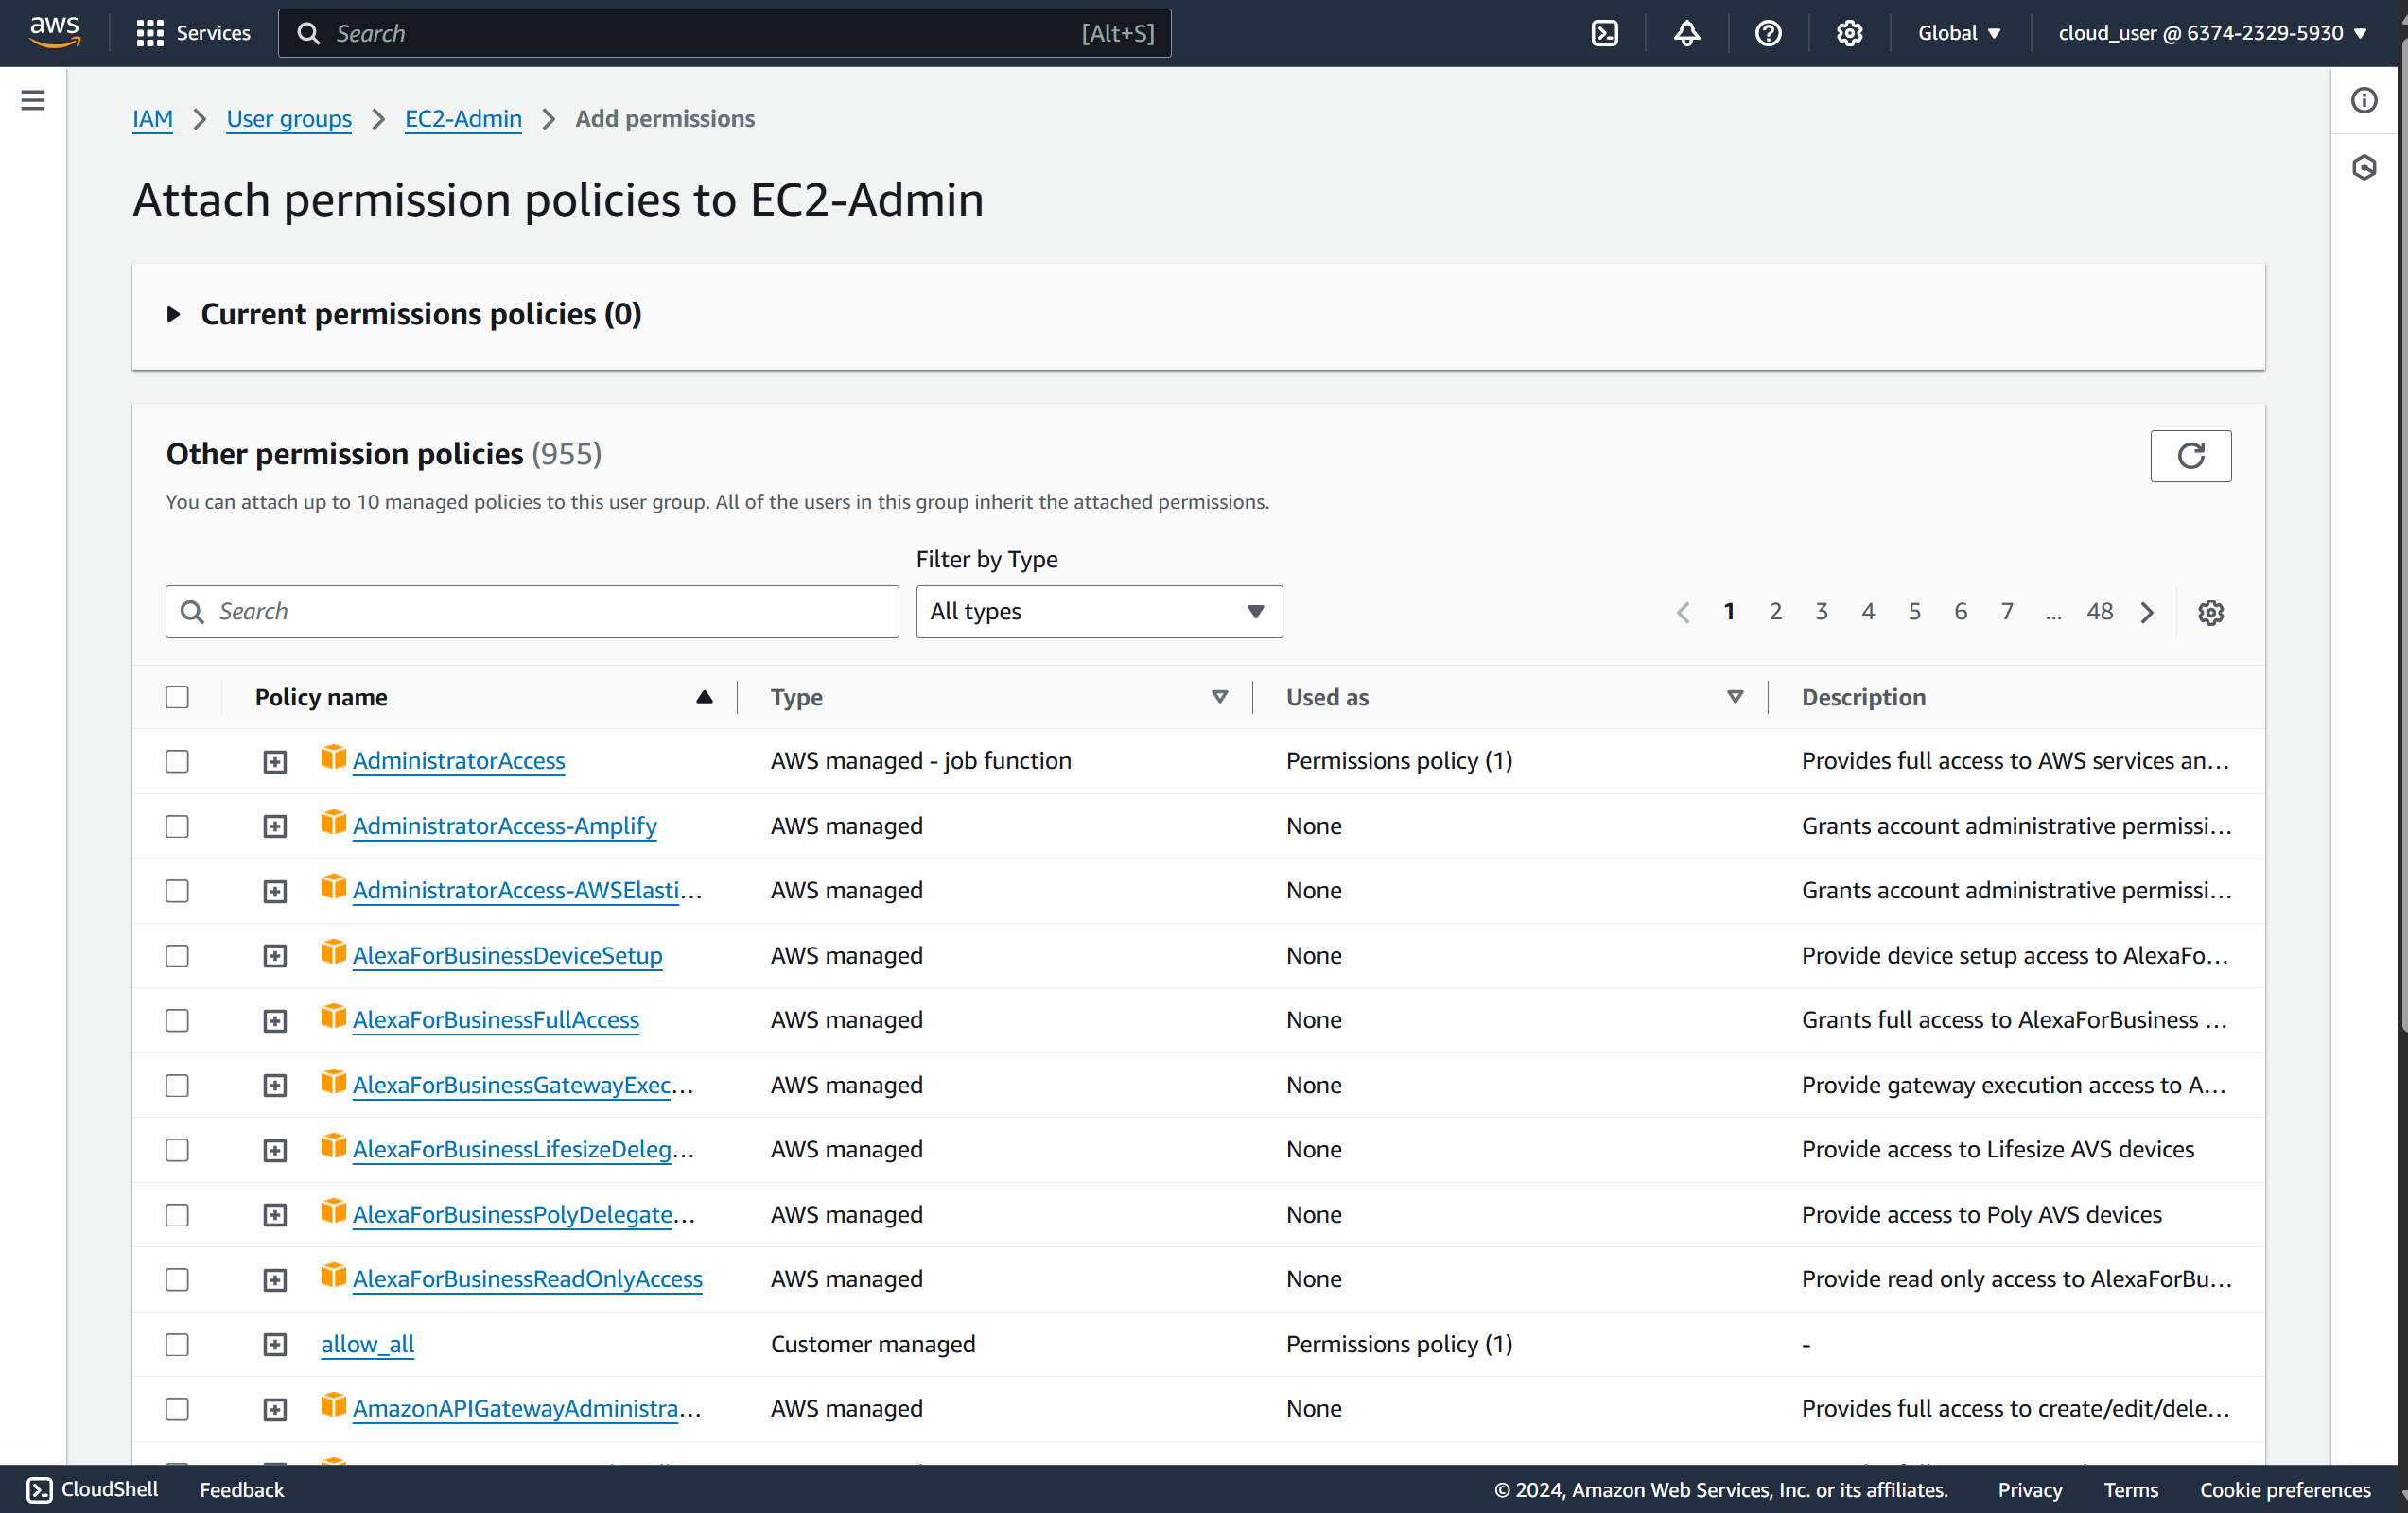 aws Services Search [Alt+S] Global cloud_user @ 6374-2329-5930
IAM User groups EC2-Admin Add permissions
Attach permission policies to EC2-Admin
Current permissions policies (0)
Other permission policies (955)
You can attach up to 10 managed policies to this user group. All of the users in this group inherit the attached permissions.
Filter by Type
Search All types 1 2 3 4 5 6 7 ... 48
Policy name Type Used as Description
AdministratorAccess AWS managed - job function Permissions policy (1) Provides full access to AWS services an...
AdministratorAccess-Amplify AWS managed None Grants account administrative permissi...
AdministratorAccess-AWSElasti... AWS managed None Grants account administrative permissi...
AlexaForBusinessDeviceSetup AWS managed None Provide device setup access to AlexaFo...
AlexaForBusinessFullAccess AWS managed None Grants full access to AlexaForBusiness ...
AlexaForBusinessGatewayExec... AWS managed None Provide gateway execution access to A...
AlexaForBusinessLifesizeDeleg... AWS managed None Provide access to Lifesize AVS devices
AlexaForBusinessPolyDelegate... AWS managed None Provide access to Poly AVS devices
AlexaForBusinessReadOnlyAccess AWS managed None Provide read only access to AlexaForBu...
allow_all Customer managed Permissions policy (1) -
AmazonAPIGatewayAdministra... AWS managed None Provides full access to create/edit/dele...
CloudShell Feedback © 2024, Amazon Web Services, Inc. or its affiliates. Privacy Terms Cookie preferences